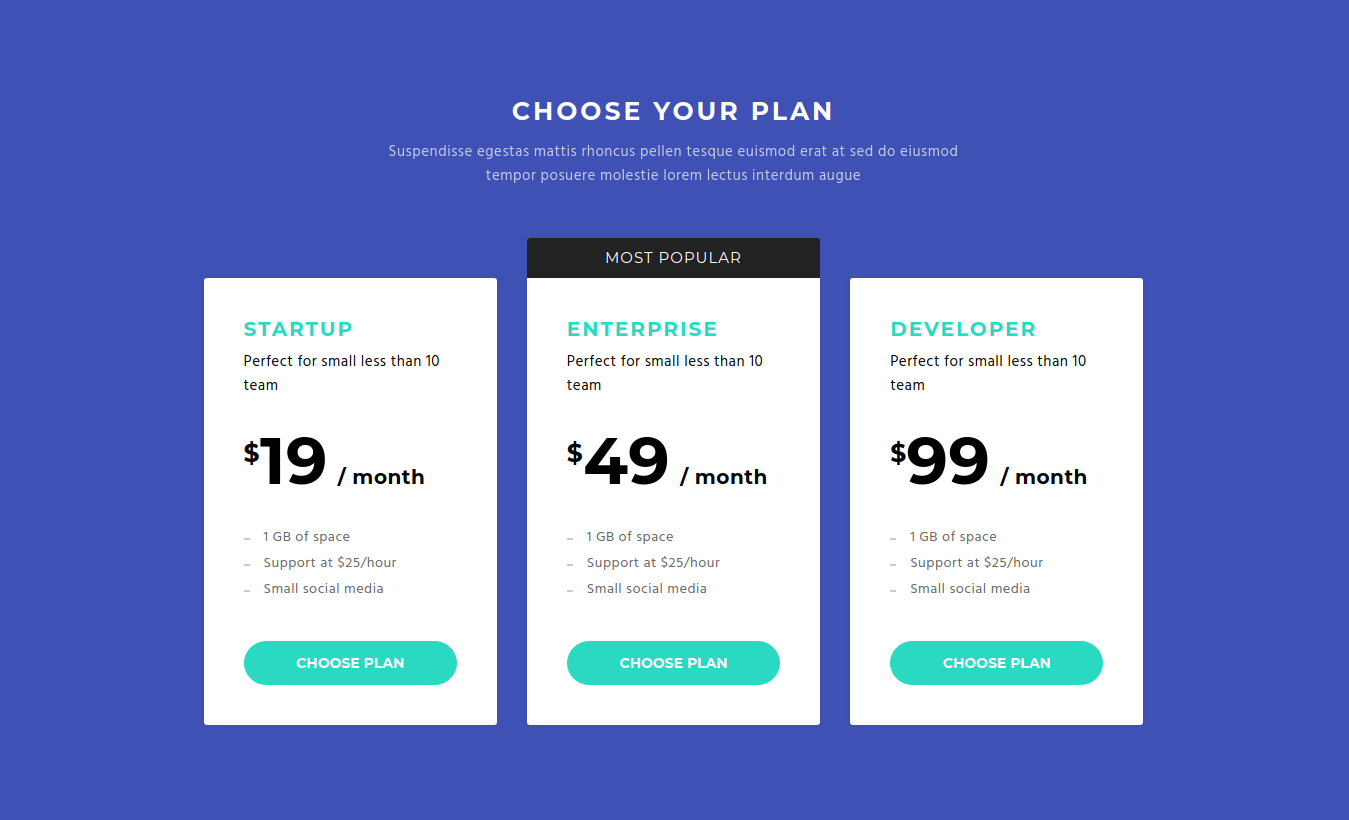 CHOOSE YOUR PLAN
Suspendisse egestas mattis rhoncus pellen tesque euismod erat at sed do eiusmod
tempor posuere molestie lorem lectus interdum augue
STARTUP
Perfect for small less than 10
team
$19 / month
– 1 GB of space
– Support at $25/hour
– Small social media
CHOOSE PLAN
MOST POPULAR
ENTERPRISE
Perfect for small less than 10
team
$49 / month
– 1 GB of space
– Support at $25/hour
– Small social media
CHOOSE PLAN
DEVELOPER
Perfect for small less than 10
team
$99 / month
– 1 GB of space
– Support at $25/hour
– Small social media
CHOOSE PLAN